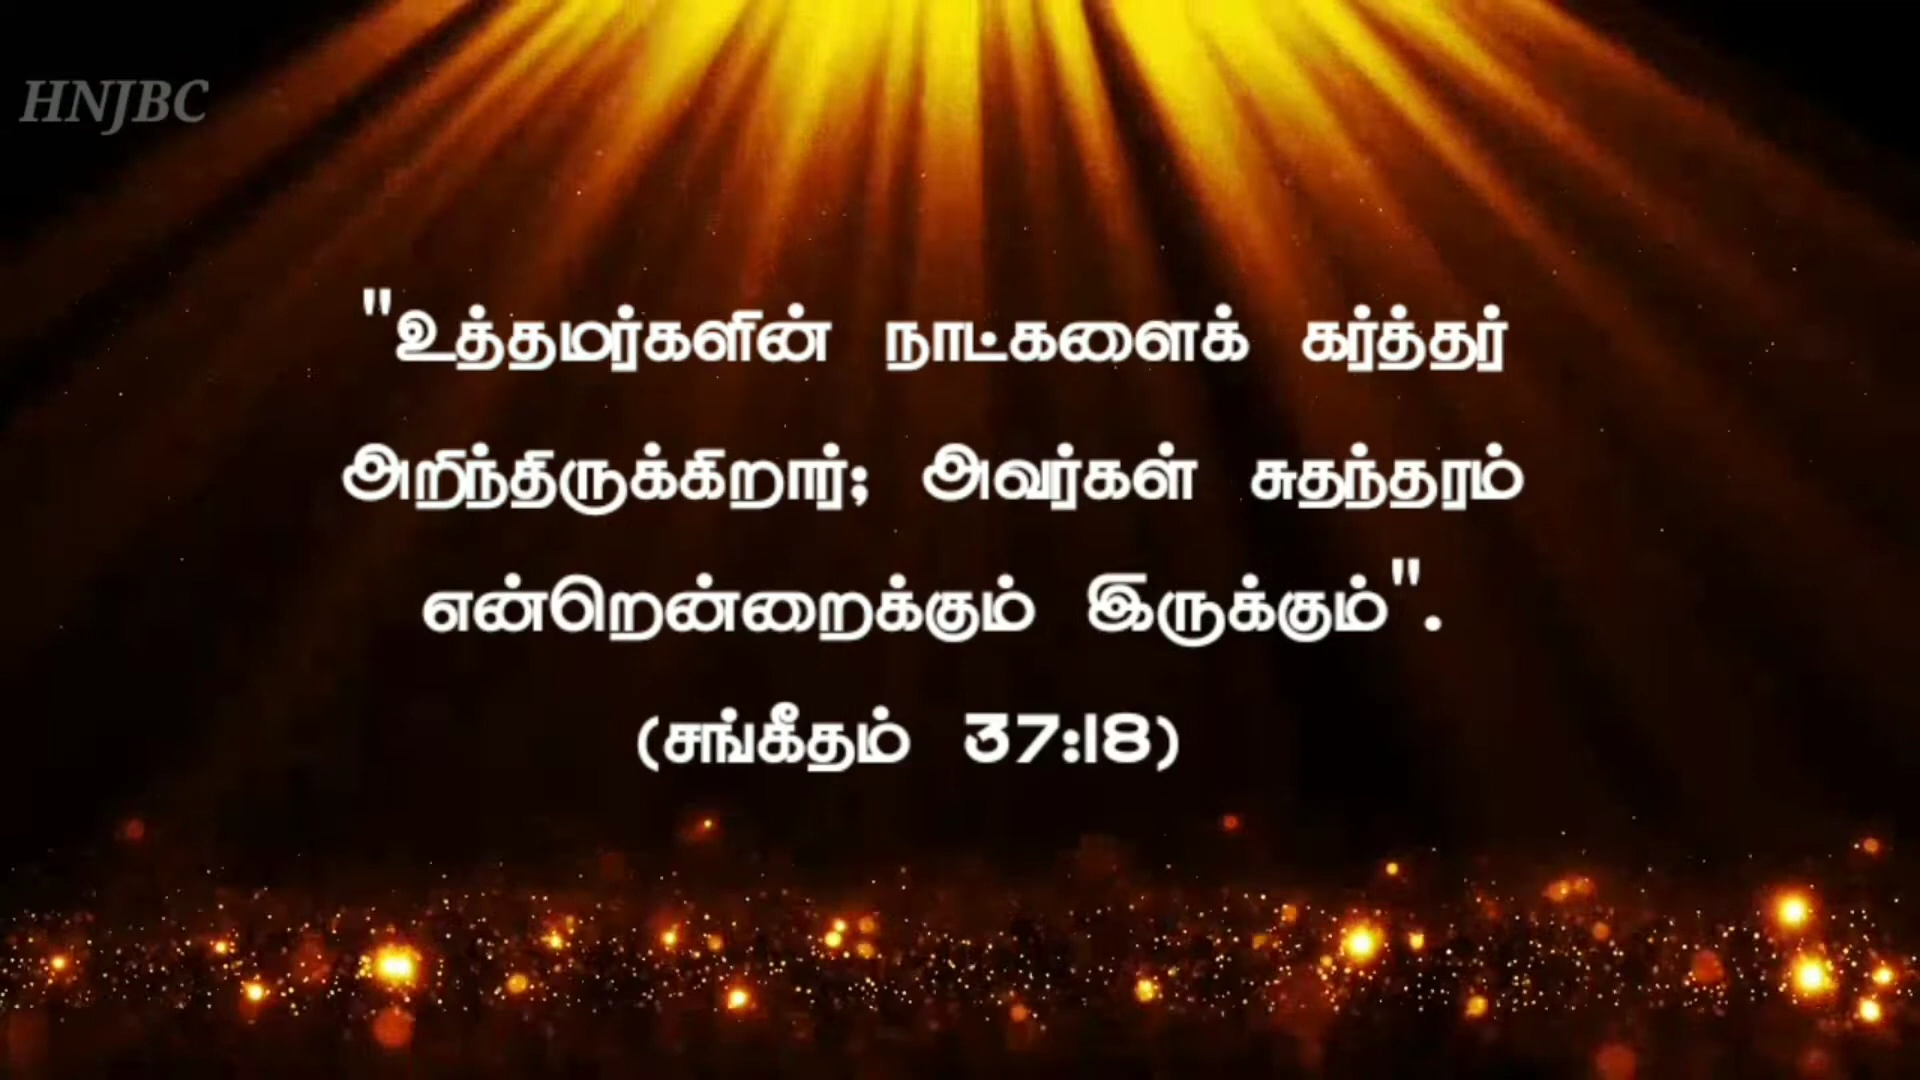 HNJBC
"உத்தமர்களின் நாட்களைக் கர்த்தர்
அறிந்திருக்கிறார்; அவர்கள் சுதந்தரம்
என்றென்றைக்கும் இருக்கும்".
(சங்கீதம் 37:18)